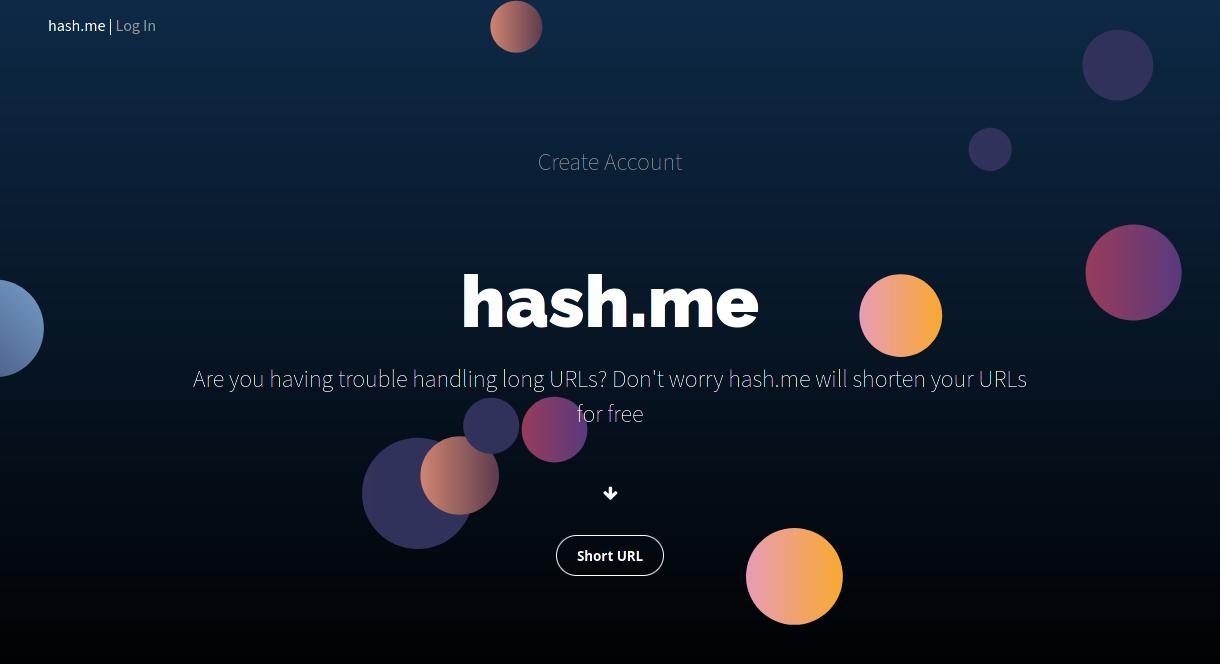 hash.me | Log In
Create Account
hash.me
Are you having trouble handling long URLs? Don't worry hash.me will shorten your URLs
for free
Short URL